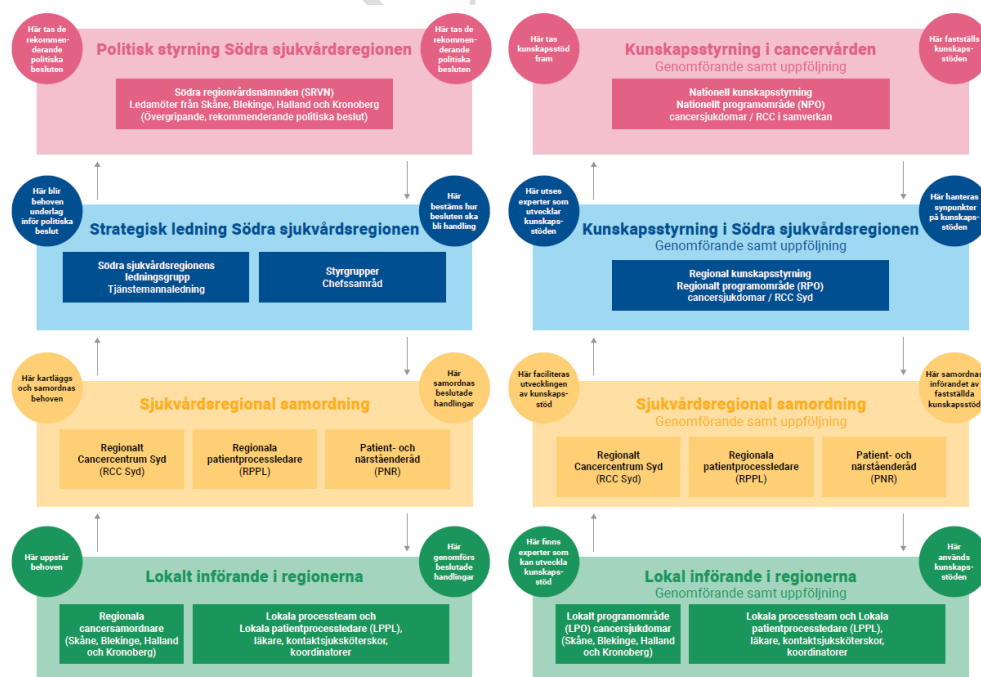 Här tas de
rekommen-
derande
politiska
besluten
Politisk styrning Södra sjukvårdsregionen
Här tas de
rekommen-
derande
politiska
besluten
Södra regionvårdsnämnden (SRVN)
Ledamöter från Skåne, Blekinge, Halland och Kronoberg
(Övergripande, rekommenderande politiska beslut)
Här blir
behoven
underlag
inför politiska
beslut
Strategisk ledning Södra sjukvårdsregionen
Här
bestäms hur
besluten ska
bli handling
Södra sjukvårdsregionens
ledningsgrupp
Tjänstemannaledning
Styrgrupper
Chefssamråd
Här kartläggs
och samordnas
behoven
Sjukvårdsregional samordning
Här
samordnas
beslutade
handlingar
Regionalt
Cancercentrum Syd
(RCC Syd)
Regionala
patientprocessledare
(RPPL)
Patient- och
närståenderåd
(PNR)
Här uppstår
behoven
Lokalt införande i regionerna
Här
genomförs
beslutade
handlingar
Regionala
cancersamordnare
(Skåne, Blekinge, Halland
och Kronoberg)
Lokala processteam och
Lokala patientprocessledare (LPPL),
läkare, kontaktsjuksköterskor,
koordinatorer
Här tas
kunskapsstöd
fram
Kunskapsstyrning i cancervården
Genomförande samt uppföljning
Här fastställs
kunskaps-
stöden
Nationell kunskapsstyrning
Nationellt programområde (NPO)
cancersjukdomar / RCC i samverkan
Här utses
experter som
utvecklar
kunskaps-
stöden
Kunskapsstyrning i Södra sjukvårdsregionen
Genomförande samt uppföljning
Här hanteras
synpunkter
på kunskaps-
stöden
Regional kunskapsstyrning
Regionalt programområde (RPO)
cancersjukdomar / RCC Syd
Här faciliteras
utvecklingen
av kunskaps-
stöd
Sjukvårdsregional samordning
Genomförande samt uppföljning
Här samordnas
införandet av
fastställda
kunskapsstöd
Regionalt
Cancercentrum Syd
(RCC Syd)
Regionala
patientprocessledare
(RPPL)
Patient- och
närståenderåd
(PNR)
Här finns
experter som
kan utveckla
kunskaps-
stöd
Lokal införande i regionerna
Genomförande samt uppföljning
Här
används
kunskaps-
stöden
Lokalt programområde
(LPO) cancersjukdomar
(Skåne, Blekinge, Halland
och Kronoberg)
Lokala processteam och Lokala
patientprocessledare (LPPL),
läkare, kontaktsjuksköterskor,
koordinatorer